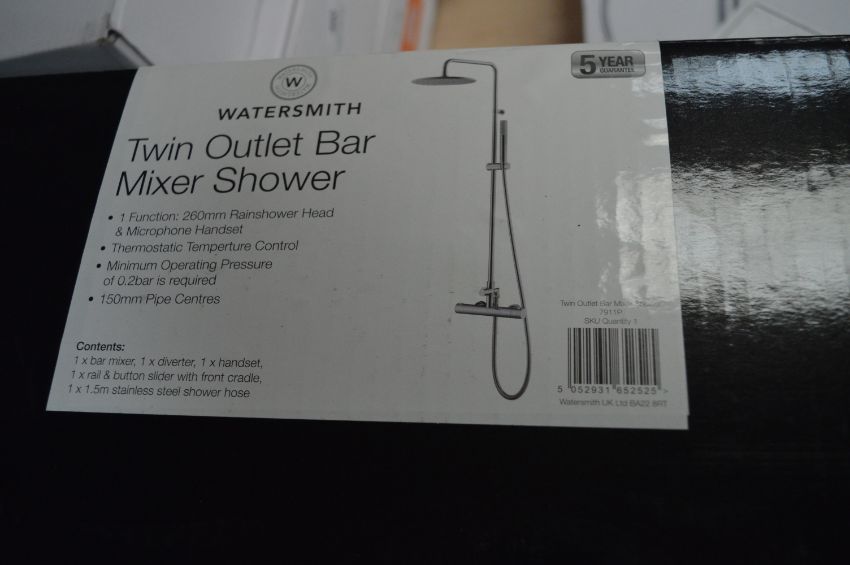 W
WATERSMITH
Twin Outlet Bar
Mixer Shower
• 1 Function: 260mm Rainshower Head
& Microphone Handset
• Thermostatic Temperture Control
• Minimum Operating Pressure
of 0.2bar is required
• 150mm Pipe Centres
Contents:
1 x bar mixer, 1 x diverter, 1 x handset,
1 x rail & button slider with front cradle,
1 x 1.5m stainless steel shower hose
5 YEAR
GUARANTEE
Twin Outlet Bar Mixer Shower
7911P
SKU Quantity 1
5 052931 652525 >
Watersmith UK Ltd BA22 8RT